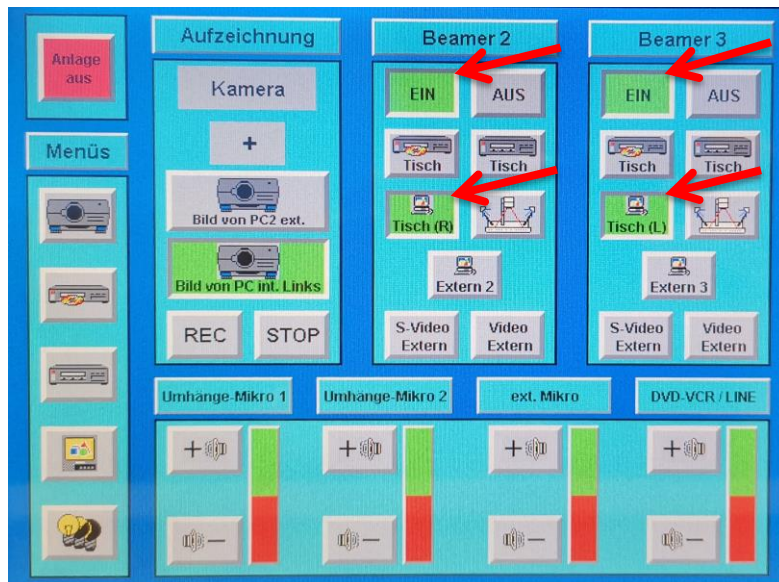 Anlage
aus
Menüs
Aufzeichnung
Kamera
+
Bild von PC2 ext.
Bild von PC int. Links
REC
STOP
Beamer 2
EIN
AUS
Tisch
Tisch
Tisch (R)
Extern 2
S-Video
Extern
Video
Extern
Beamer 3
EIN
AUS
Tisch
Tisch
Tisch (L)
Extern 3
S-Video
Extern
Video
Extern
Umhänge-Mikro 1
Umhänge-Mikro 2
ext. Mikro
DVD-VCR / LINE
+
+
+
+
–
–
–
–